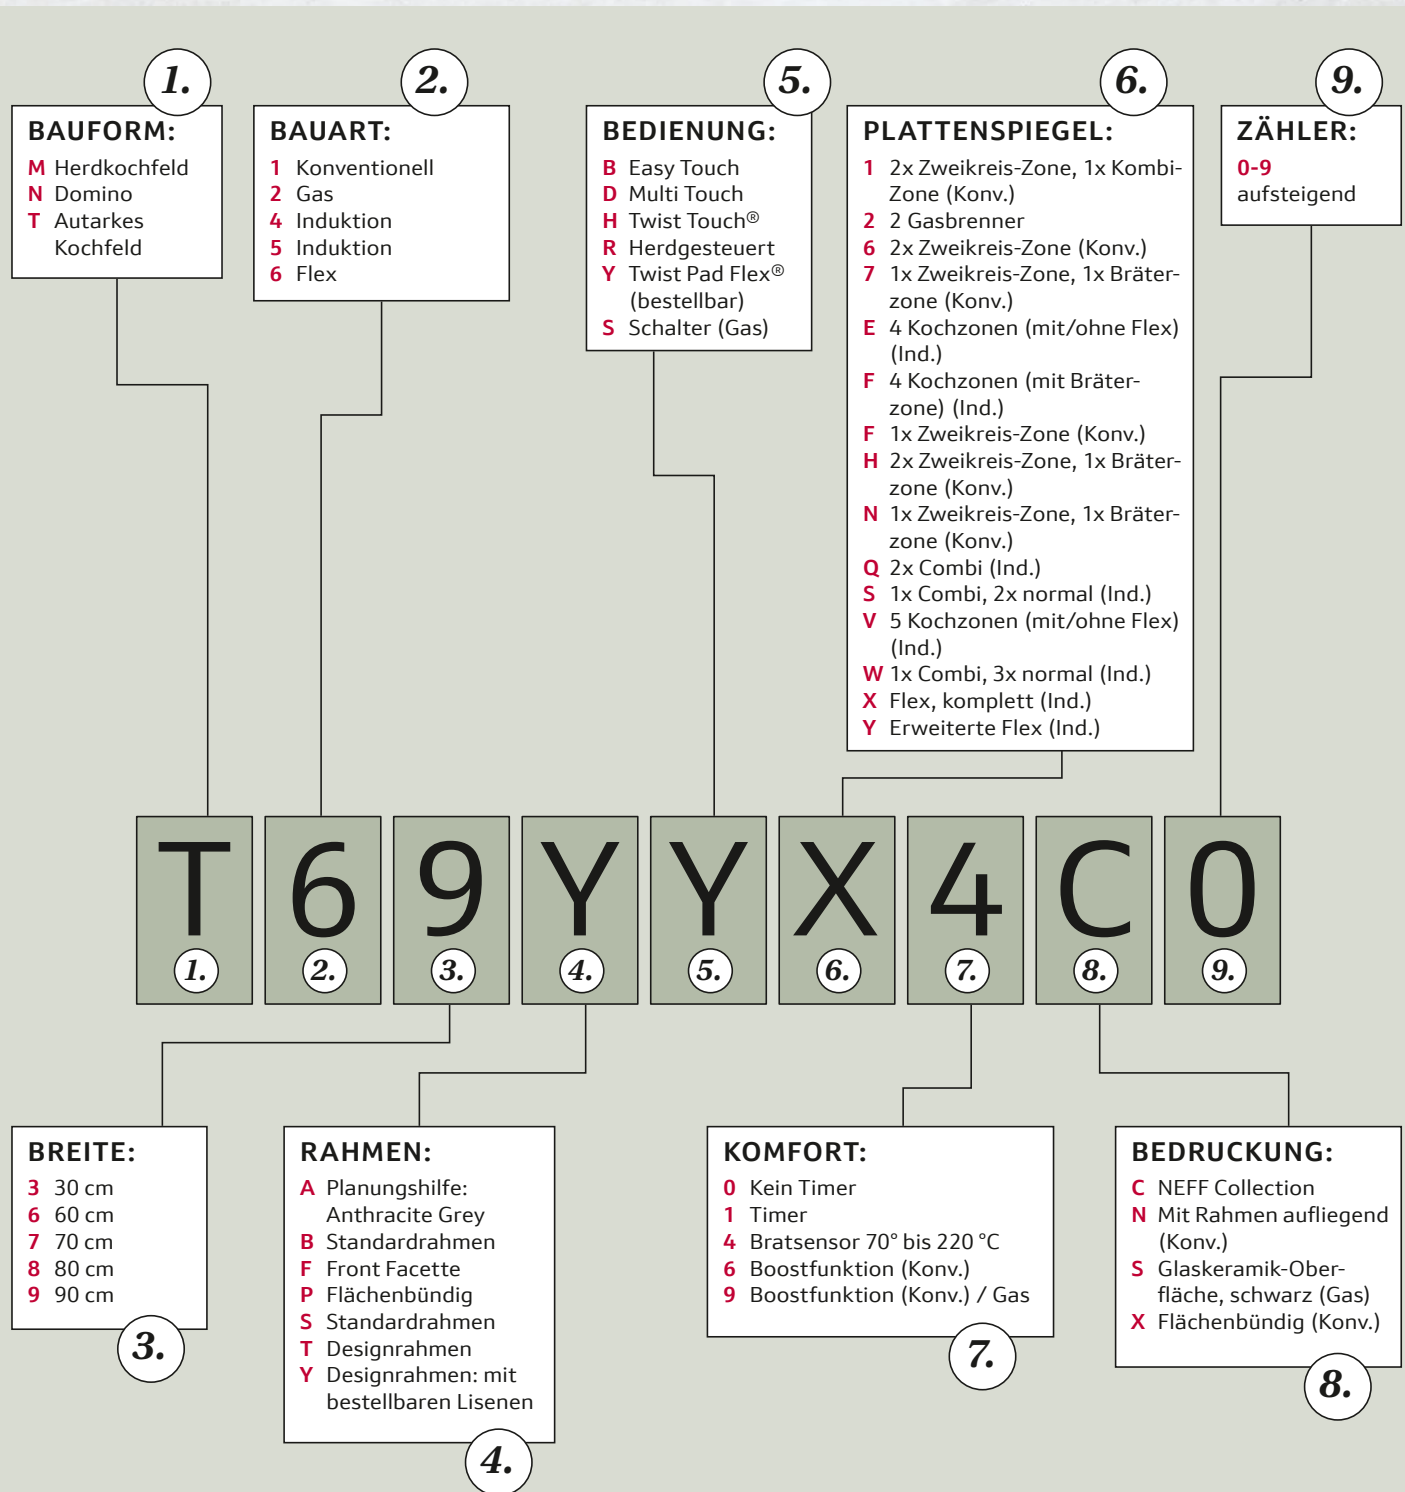 1.
BAUFORM:
M Herdkochfeld
N Domino
T Autarkes
Kochfeld
2.
BAUART:
1 Konventionell
2 Gas
4 Induktion
5 Induktion
6 Flex
5.
BEDIENUNG:
B Easy Touch
D Multi Touch
H Twist Touch®
R Herdgesteuert
Y Twist Pad Flex®
(bestellbar)
S Schalter (Gas)
6.
PLATTENSPIEGEL:
1 2x Zweikreis-Zone, 1x Kombi-
Zone (Konv.)
2 2 Gasbrenner
6 2x Zweikreis-Zone (Konv.)
7 1x Zweikreis-Zone, 1x Bräter-
zone (Konv.)
E 4 Kochzonen (mit/ohne Flex)
(Ind.)
F 4 Kochzonen (mit Bräter-
zone) (Ind.)
F 1x Zweikreis-Zone (Konv.)
H 2x Zweikreis-Zone, 1x Bräter-
zone (Konv.)
N 1x Zweikreis-Zone, 1x Bräter-
zone (Konv.)
Q 2x Combi (Ind.)
S 1x Combi, 2x normal (Ind.)
V 5 Kochzonen (mit/ohne Flex)
(Ind.)
W 1x Combi, 3x normal (Ind.)
X Flex, komplett (Ind.)
Y Erweiterte Flex (Ind.)
9.
ZÄHLER:
0-9
aufsteigend
T 6 9 Y Y X 4 C 0
1. 2. 3. 4. 5. 6. 7. 8. 9.
BREITE:
3 30 cm
6 60 cm
7 70 cm
8 80 cm
9 90 cm
3.
RAHMEN:
A Planungshilfe:
Anthracite Grey
B Standardrahmen
F Front Facette
P Flächenbündig
S Standardrahmen
T Designrahmen
Y Designrahmen: mit
bestellbaren Lisenen
4.
KOMFORT:
0 Kein Timer
1 Timer
4 Bratsensor 70° bis 220 °C
6 Boostfunktion (Konv.)
9 Boostfunktion (Konv.) / Gas
7.
BEDRUCKUNG:
C NEFF Collection
N Mit Rahmen aufliegend
(Konv.)
S Glaskeramik-Ober-
fläche, schwarz (Gas)
X Flächenbündig (Konv.)
8.